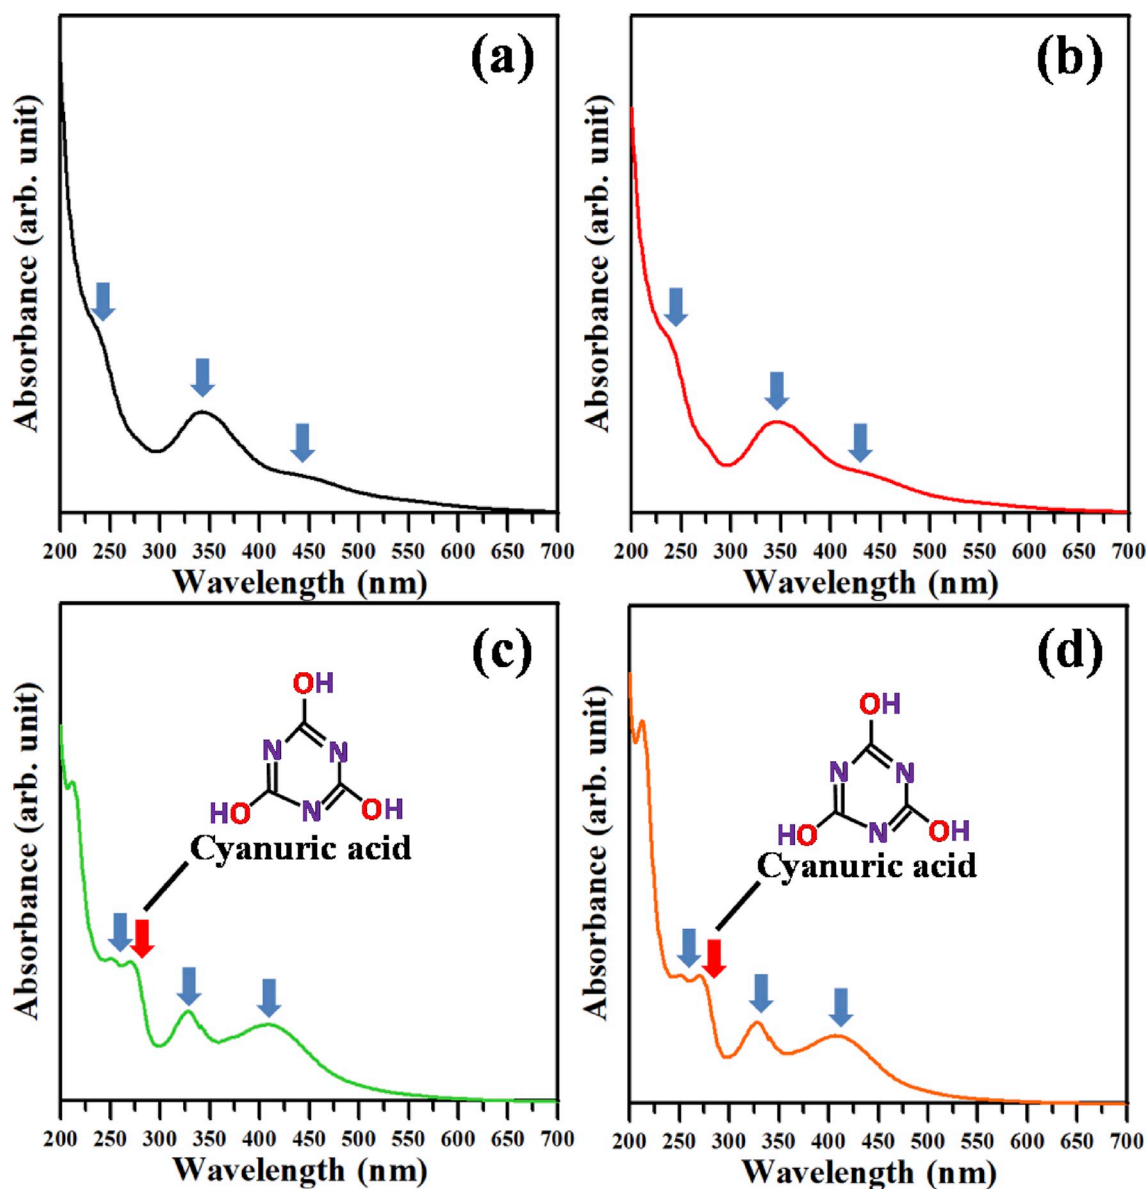 (a)
Absorbance (arb. unit)
200 250 300 350 400 450 500 550 600 650 700
Wavelength (nm)
(b)
Absorbance (arb. unit)
200 250 300 350 400 450 500 550 600 650 700
Wavelength (nm)
(c)
OH
N N
HO N OH
Cyanuric acid
Absorbance (arb. unit)
200 250 300 350 400 450 500 550 600 650 700
Wavelength (nm)
(d)
OH
N N
HO N OH
Cyanuric acid
Absorbance (arb. unit)
200 250 300 350 400 450 500 550 600 650 700
Wavelength (nm)